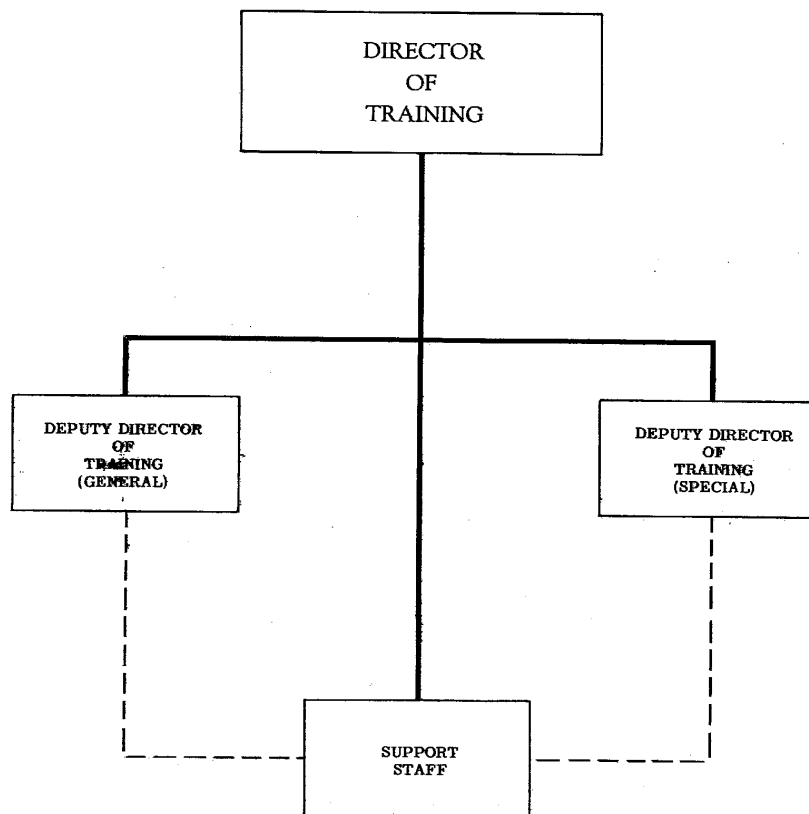 DIRECTOR
OF
TRAINING
DEPUTY DIRECTOR
OF
TRAINING
(GENERAL)
DEPUTY DIRECTOR
OF
TRAINING
(SPECIAL)
SUPPORT
STAFF